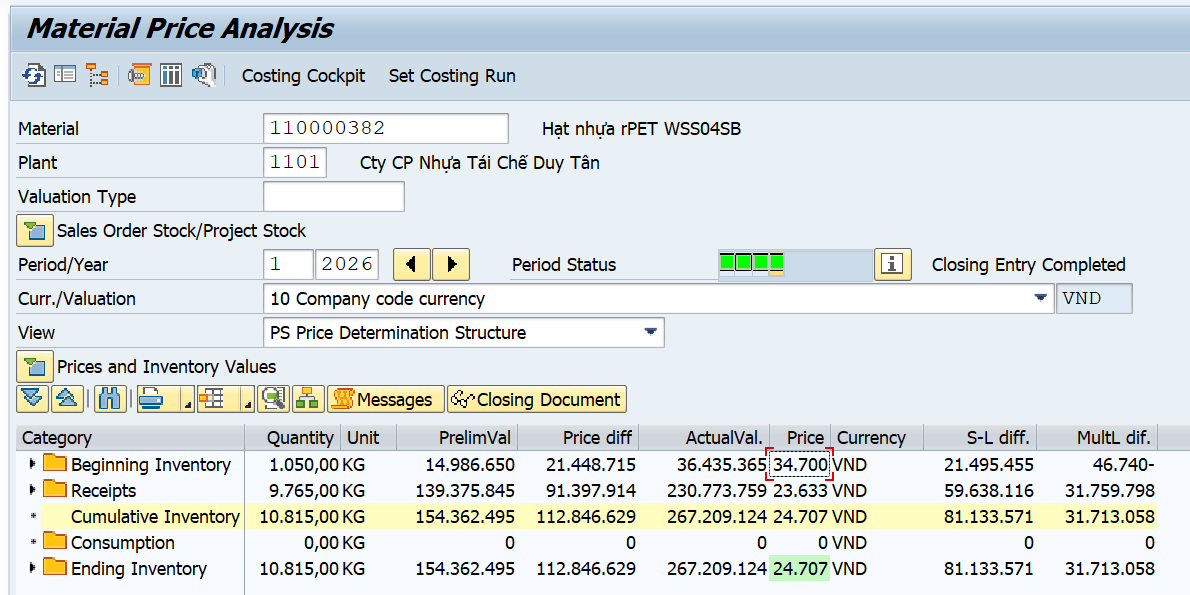 Material Price Analysis
Costing Cockpit Set Costing Run
Material 110000382 Hạt nhựa rPET WSS04SB
Plant 1101 Cty CP Nhựa Tái Chế Duy Tân
Valuation Type
Sales Order Stock/Project Stock
Period/Year 1 2026 Period Status Closing Entry Completed
Curr./Valuation 10 Company code currency VND
View PS Price Determination Structure
Prices and Inventory Values
Messages Closing Document
Category Quantity Unit PrelimVal Price diff ActualVal. Price Currency S-L diff. MultL dif.
Beginning Inventory 1.050,00 KG 14.986.650 21.448.715 36.435.365 34.700 VND 21.495.455 46.740-
Receipts 9.765,00 KG 139.375.845 91.397.914 230.773.759 23.633 VND 59.638.116 31.759.798
Cumulative Inventory 10.815,00 KG 154.362.495 112.846.629 267.209.124 24.707 VND 81.133.571 31.713.058
Consumption 0,00 KG 0 0 0 0 VND 0 0
Ending Inventory 10.815,00 KG 154.362.495 112.846.629 267.209.124 24.707 VND 81.133.571 31.713.058